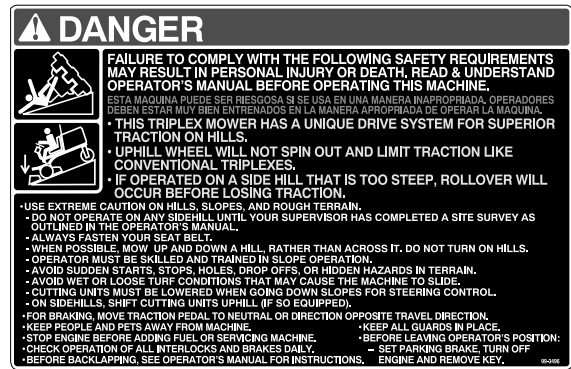 DANGER
FAILURE TO COMPLY WITH THE FOLLOWING SAFETY REQUIREMENTS
MAY RESULT IN PERSONAL INJURY OR DEATH, READ & UNDERSTAND
OPERATOR'S MANUAL BEFORE OPERATING THIS MACHINE.
ESTA MAQUINA PUEDE SER RIESGOSA SI SE USA EN UNA MANERA INAPROPRIADA. OPERADORES
DEBEN ESTAR MUY BIEN ENTRENADOS EN LA MANERA APROPRIADA DE OPERAR LA MAQUINA.
• THIS TRIPLEX MOWER HAS A UNIQUE DRIVE SYSTEM FOR SUPERIOR
TRACTION ON HILLS.
• UPHILL WHEEL WILL NOT SPIN OUT AND LIMIT TRACTION LIKE
CONVENTIONAL TRIPLEXES.
• IF OPERATED ON A SIDE HILL THAT IS TOO STEEP, ROLLOVER WILL
OCCUR BEFORE LOSING TRACTION.
•USE EXTREME CAUTION ON HILLS, SLOPES, AND ROUGH TERRAIN.
- DO NOT OPERATE ON ANY SIDEHILL UNTIL YOUR SUPERVISOR HAS COMPLETED A SITE SURVEY AS
OUTLINED IN THE OPERATOR'S MANUAL.
- ALWAYS FASTEN YOUR SEAT BELT.
- WHEN POSSIBLE, MOW UP AND DOWN A HILL, RATHER THAN ACROSS IT. DO NOT TURN ON HILLS.
- OPERATOR MUST BE SKILLED AND TRAINED IN SLOPE OPERATION.
- AVOID SUDDEN STARTS, STOPS, HOLES, DROP OFFS, OR HIDDEN HAZARDS IN TERRAIN.
- AVOID WET OR LOOSE TURF CONDITIONS THAT MAY CAUSE THE MACHINE TO SLIDE.
- CUTTING UNITS MUST BE LOWERED WHEN GOING DOWN SLOPES FOR STEERING CONTROL.
- ON SIDEHILLS, SHIFT CUTTING UNITS UPHILL (IF SO EQUIPPED).
•FOR BRAKING, MOVE TRACTION PEDAL TO NEUTRAL OR DIRECTION OPPOSITE TRAVEL DIRECTION.
•KEEP PEOPLE AND PETS AWAY FROM MACHINE.
•STOP ENGINE BEFORE ADDING FUEL OR SERVICING MACHINE.
•CHECK OPERATION OF ALL INTERLOCKS AND BRAKES DAILY.
•BEFORE BACKLAPPING, SEE OPERATOR'S MANUAL FOR INSTRUCTIONS.
•KEEP ALL GUARDS IN PLACE.
•BEFORE LEAVING OPERATOR'S POSITION:
– SET PARKING BRAKE, TURN OFF
ENGINE AND REMOVE KEY.
99-3496